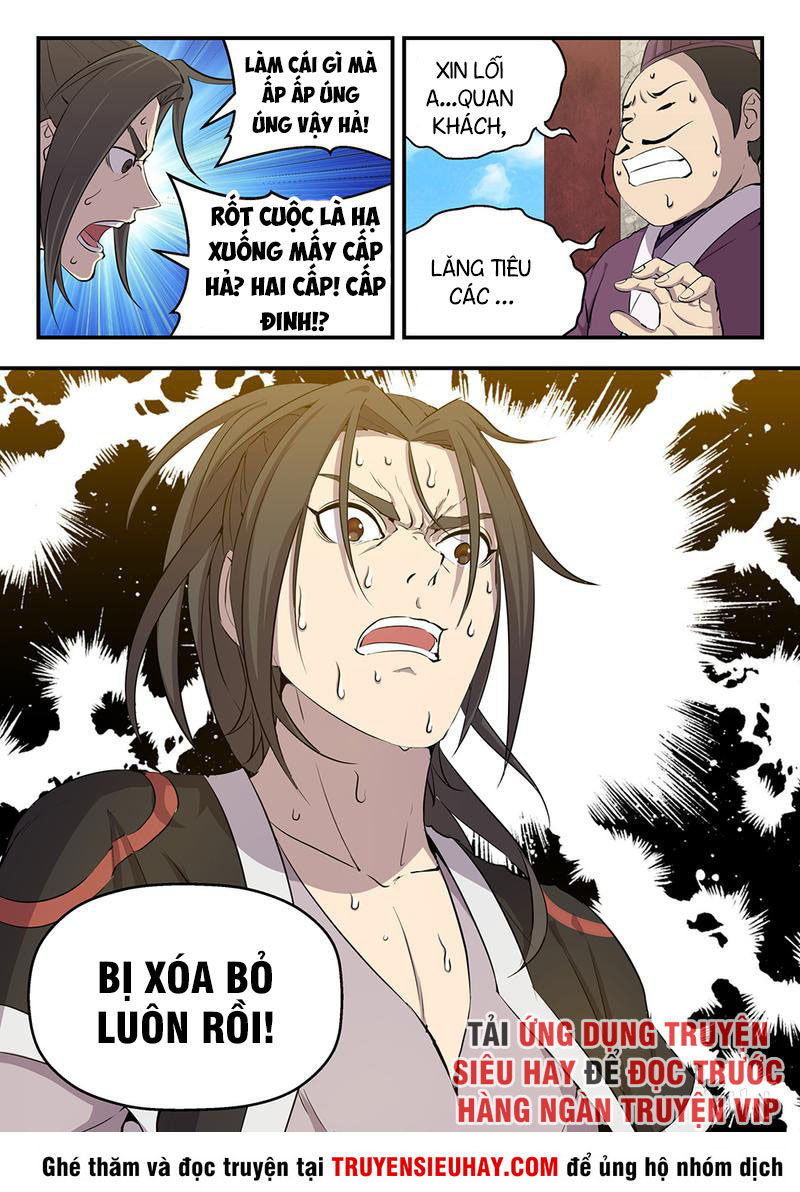 LÀM CÁI GÌ MÀ
ẤP ẤP ÚNG
ÚNG VẬY HẢ!
RỐT CUỘC LÀ HẠ
XUỐNG MẤY CẤP
HẢ? HAI CẤP! CẤP
ĐINH!?
XIN LỖI
A...QUAN
KHÁCH,
LĂNG TIÊU
CÁC ...
BỊ XÓA BỎ
LUÔN RỒI!
TẢI ỨNG DỤNG TRUYỆN
SIÊU HAY ĐỂ ĐỌC TRƯỚC
HÀNG NGÀN TRUYỆN VIP
Ghé thăm và đọc truyện tại TRUYENSIEUHAY.COM để ủng hộ nhóm dịch